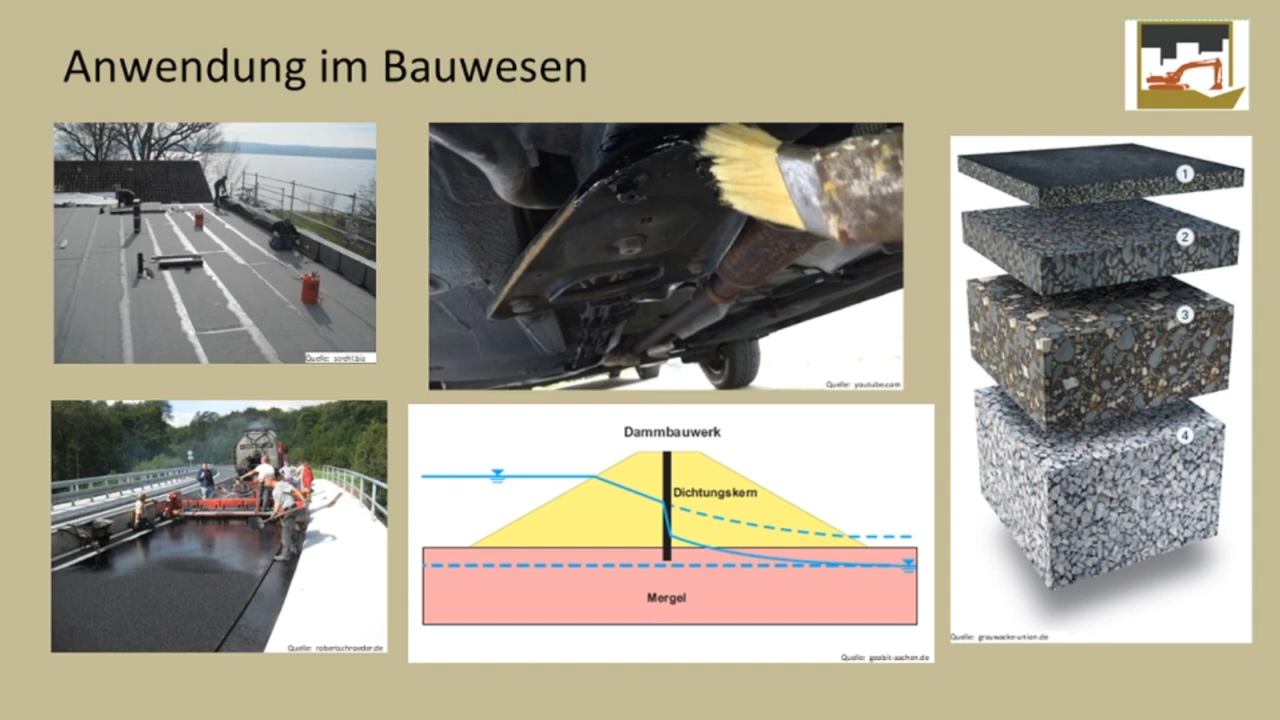 Anwendung im Bauwesen
Quelle: strehl.biz
Quelle: youtube.com
1
2
3
4
Quelle: robertschroeder.de
Dammbauwerk
Dichtungskern
Mergel
Quelle: geobit-aachen.de
Quelle: grauwacke-union.de